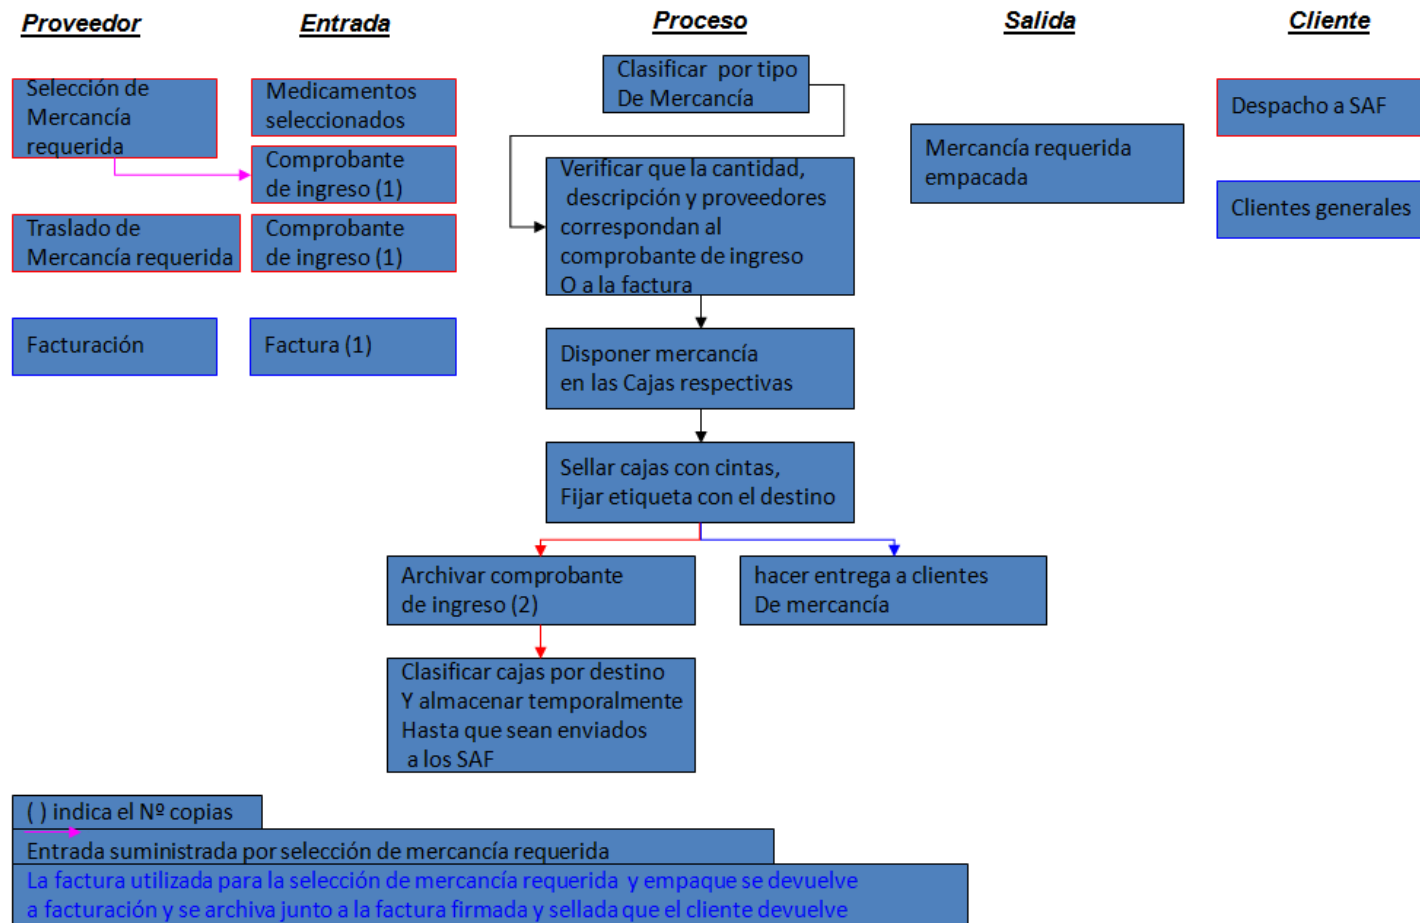 Proveedor
Entrada
Proceso
Salida
Cliente
Selección de
Mercancía
requerida
Traslado de
Mercancía requerida
Facturación
Medicamentos
seleccionados
Comprobante
de ingreso (1)
Comprobante
de ingreso (1)
Factura (1)
Clasificar por tipo
De Mercancía
Verificar que la cantidad,
descripción y proveedores
correspondan al
comprobante de ingreso
O a la factura
Disponer mercancía
en las Cajas respectivas
Sellar cajas con cintas,
Fijar etiqueta con el destino
Archivar comprobante
de ingreso (2)
hacer entrega a clientes
De mercancía
Clasificar cajas por destino
Y almacenar temporalmente
Hasta que sean enviados
a los SAF
Mercancía requerida
empacada
Despacho a SAF
Clientes generales
( ) indica el Nº copias
Entrada suministrada por selección de mercancía requerida
La factura utilizada para la selección de mercancía requerida y empaque se devuelve
a facturación y se archiva junto a la factura firmada y sellada que el cliente devuelve